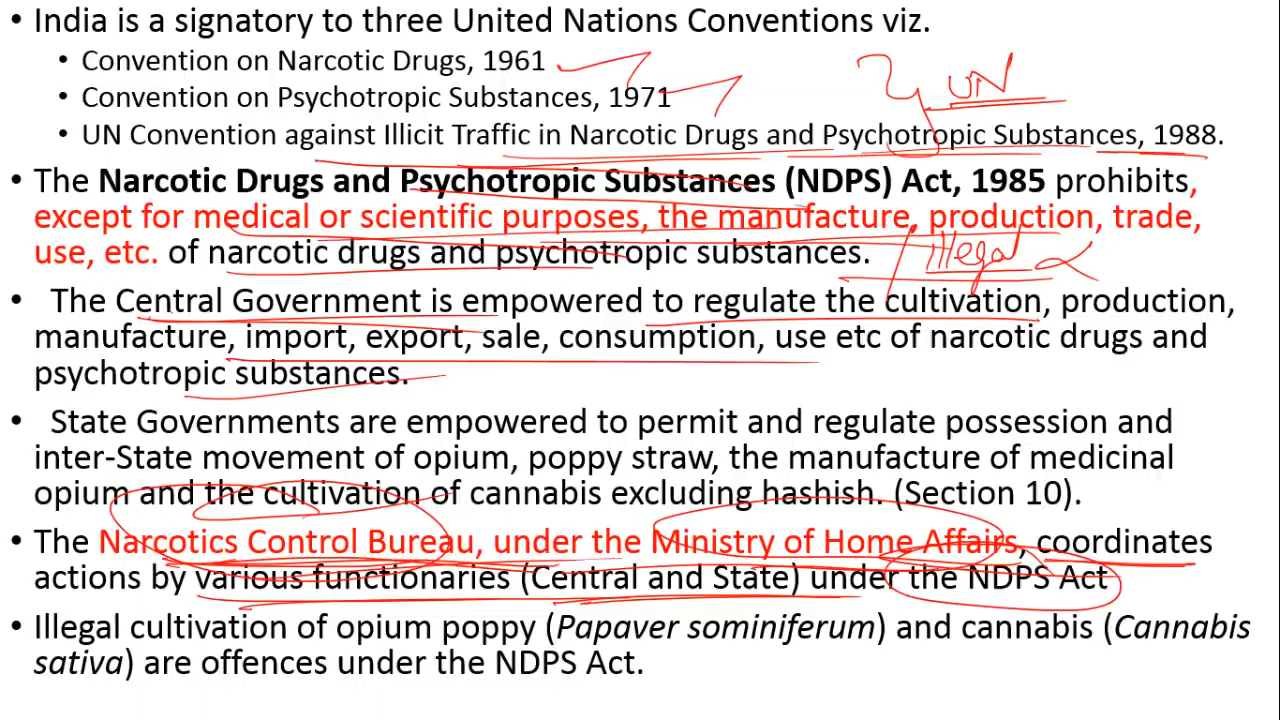 • India is a signatory to three United Nations Conventions viz.
• Convention on Narcotic Drugs, 1961
• Convention on Psychotropic Substances, 1971
UN
• UN Convention against Illicit Traffic in Narcotic Drugs and Psychotropic Substances, 1988.
• The Narcotic Drugs and Psychotropic Substances (NDPS) Act, 1985 prohibits,
except for medical or scientific purposes, the manufacture, production, trade,
use, etc. of narcotic drugs and psychotropic substances.
illegal
• The Central Government is empowered to regulate the cultivation, production,
manufacture, import, export, sale, consumption, use etc of narcotic drugs and
psychotropic substances.
• State Governments are empowered to permit and regulate possession and
inter-State movement of opium, poppy straw, the manufacture of medicinal
opium and the cultivation of cannabis excluding hashish. (Section 10).
• The Narcotics Control Bureau, under the Ministry of Home Affairs, coordinates
actions by various functionaries (Central and State) under the NDPS Act
• Illegal cultivation of opium poppy (Papaver sominiferum) and cannabis (Cannabis
sativa) are offences under the NDPS Act.